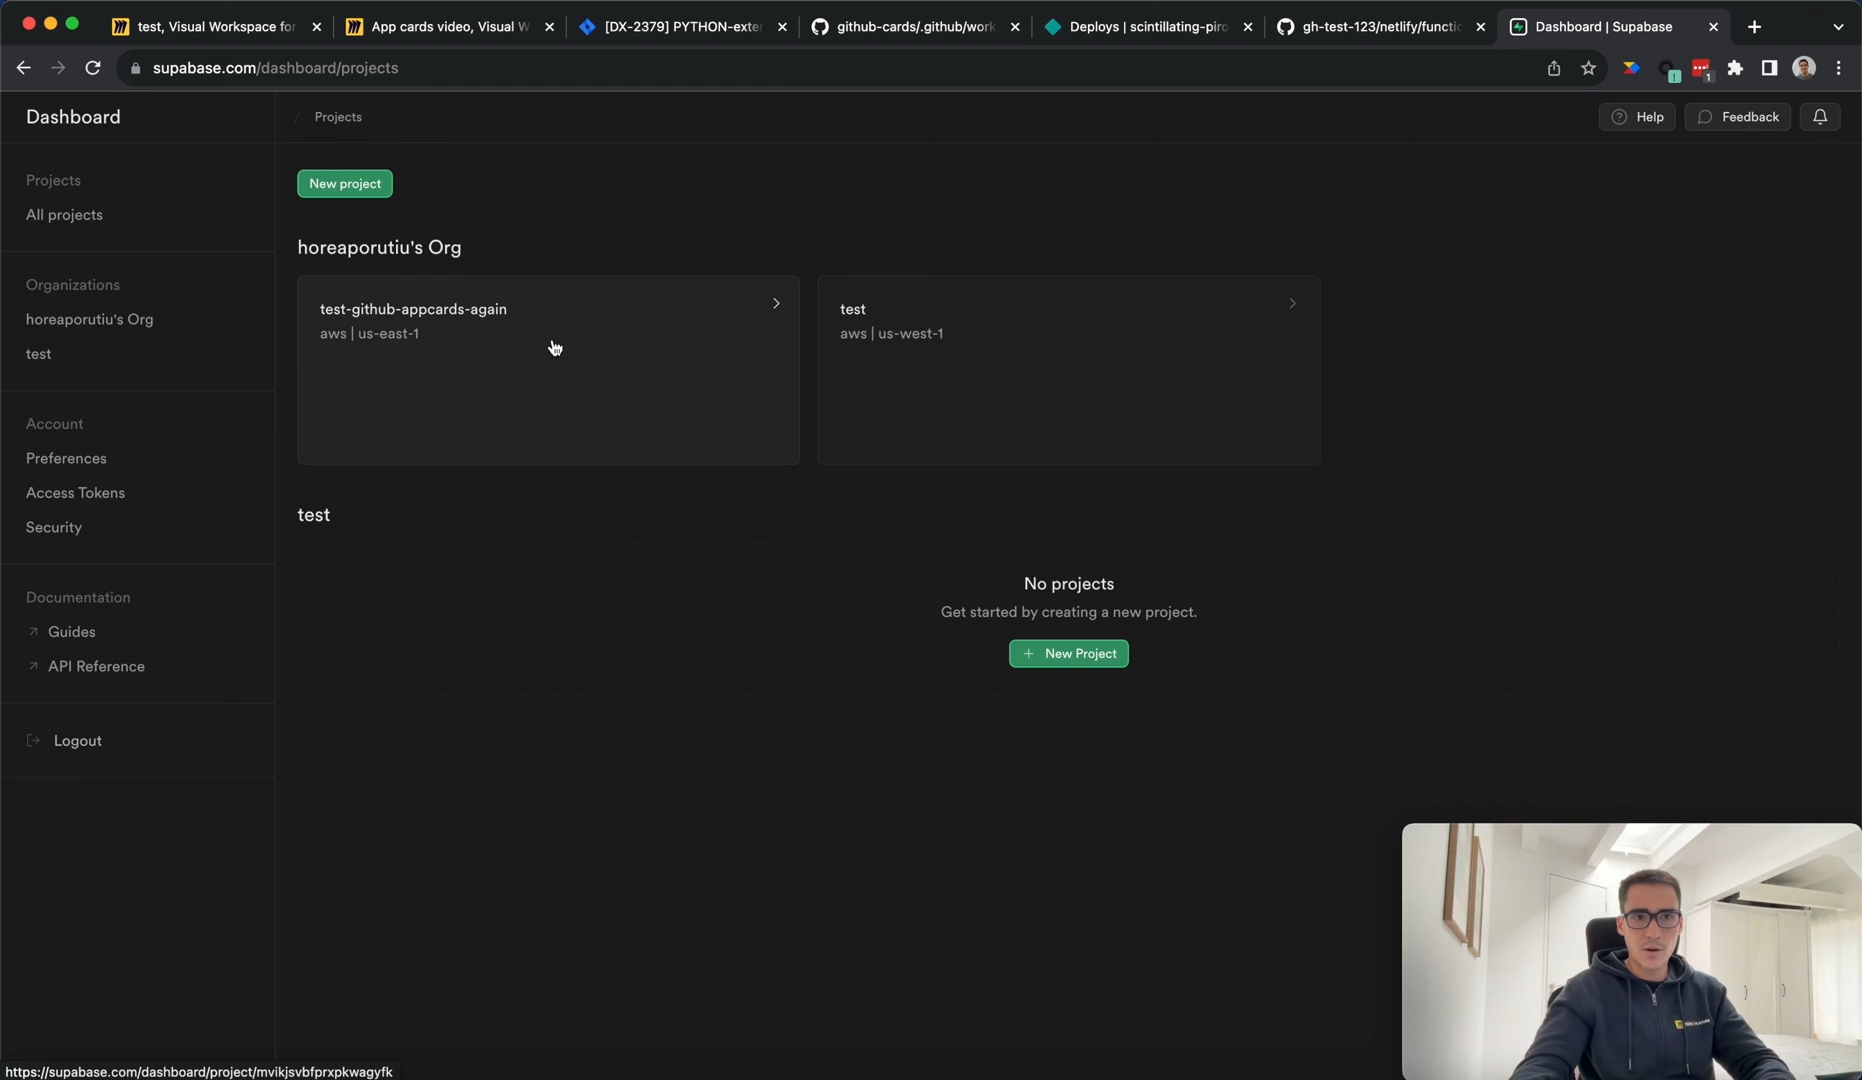 test, Visual Workspace for
App cards video, Visual W
[DX-2379] PYTHON-exter
github-cards/.github/work
Deploys | scintillating-piro
gh-test-123/netlify/functio
Dashboard | Supabase
supabase.com/dashboard/projects
1
Dashboard
/ Projects
Help
Feedback
Projects
All projects
Organizations
horeaporutiu's Org
test
Account
Preferences
Access Tokens
Security
Documentation
Guides
API Reference
Logout
New project
horeaporutiu's Org
test-github-appcards-again
aws | us-east-1
test
aws | us-west-1
test
No projects
Get started by creating a new project.
+ New Project
https://supabase.com/dashboard/project/mvikjsvbfprxpkwagyfk